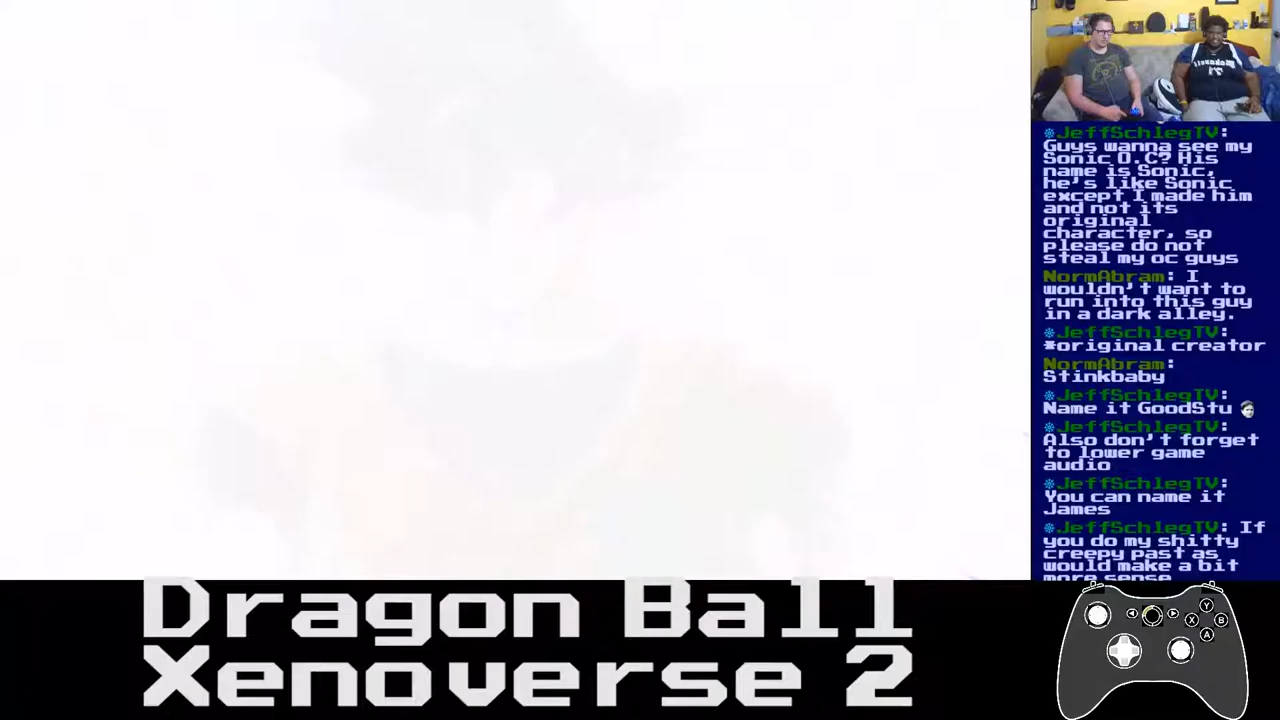 JeffSchlegTV:
Guys wanna see my
Sonic O.C? His
name is Sonic,
he's like Sonic
except I made him
and not its
original
character, so
please do not
steal my oc guys
NormAbram: I
wouldn't want to
run into this guy
in a dark alley.
JeffSchlegTV:
#original creator
NormAbram:
Stinkbaby
JeffSchlegTV:
Name it GoodStu
JeffSchlegTV:
Also don't forget
to lower game
audio
JeffSchlegTV:
You can name it
James
JeffSchlegTV: If
you do my shitty
creepy past as
would make a bit
more sense
Dragon Ball
Xenoverse 2
Y
X B
A